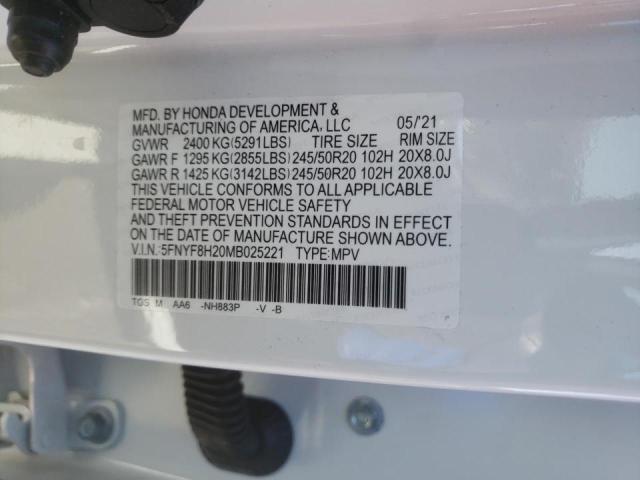 MFD. BY HONDA DEVELOPMENT &
MANUFACTURING OF AMERICA, LLC 05/21
GVWR 2400 KG(5291LBS) TIRE SIZE RIM SIZE
GAWR F 1295 KG(2855LBS) 245/50R20 102H 20X8.0J
GAWR R 1425 KG(3142LBS) 245/50R20 102H 20X8.0J
THIS VEHICLE CONFORMS TO ALL APPLICABLE
FEDERAL MOTOR VEHICLE SAFETY
AND THEFT PREVENTION STANDARDS IN EFFECT
ON THE DATE OF MANUFACTURE SHOWN ABOVE.
V.I.N.:5FNYF8H20MB025221 TYPE:MPV
TGS M AA6 -NH883P -V -B